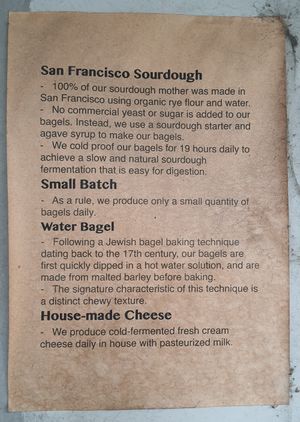 San Francisco Sourdough
- 100% of our sourdough mother was made in
San Francisco using organic rye flour and water.
- No commercial yeast or sugar is added to our
bagels. Instead, we use a sourdough starter and
agave syrup to make our bagels.
- We cold proof our bagels for 19 hours daily to
achieve a slow and natural sourdough
fermentation that is easy for digestion.
Small Batch
- As a rule, we produce only a small quantity of
bagels daily.
Water Bagel
- Following a Jewish bagel baking technique
dating back to the 17th century, our bagels are
first quickly dipped in a hot water solution, and are
made from malted barley before baking.
- The signature characteristic of this technique is
a distinct chewy texture.
House-made Cheese
- We produce cold-fermented fresh cream
cheese daily in house with pasteurized milk.